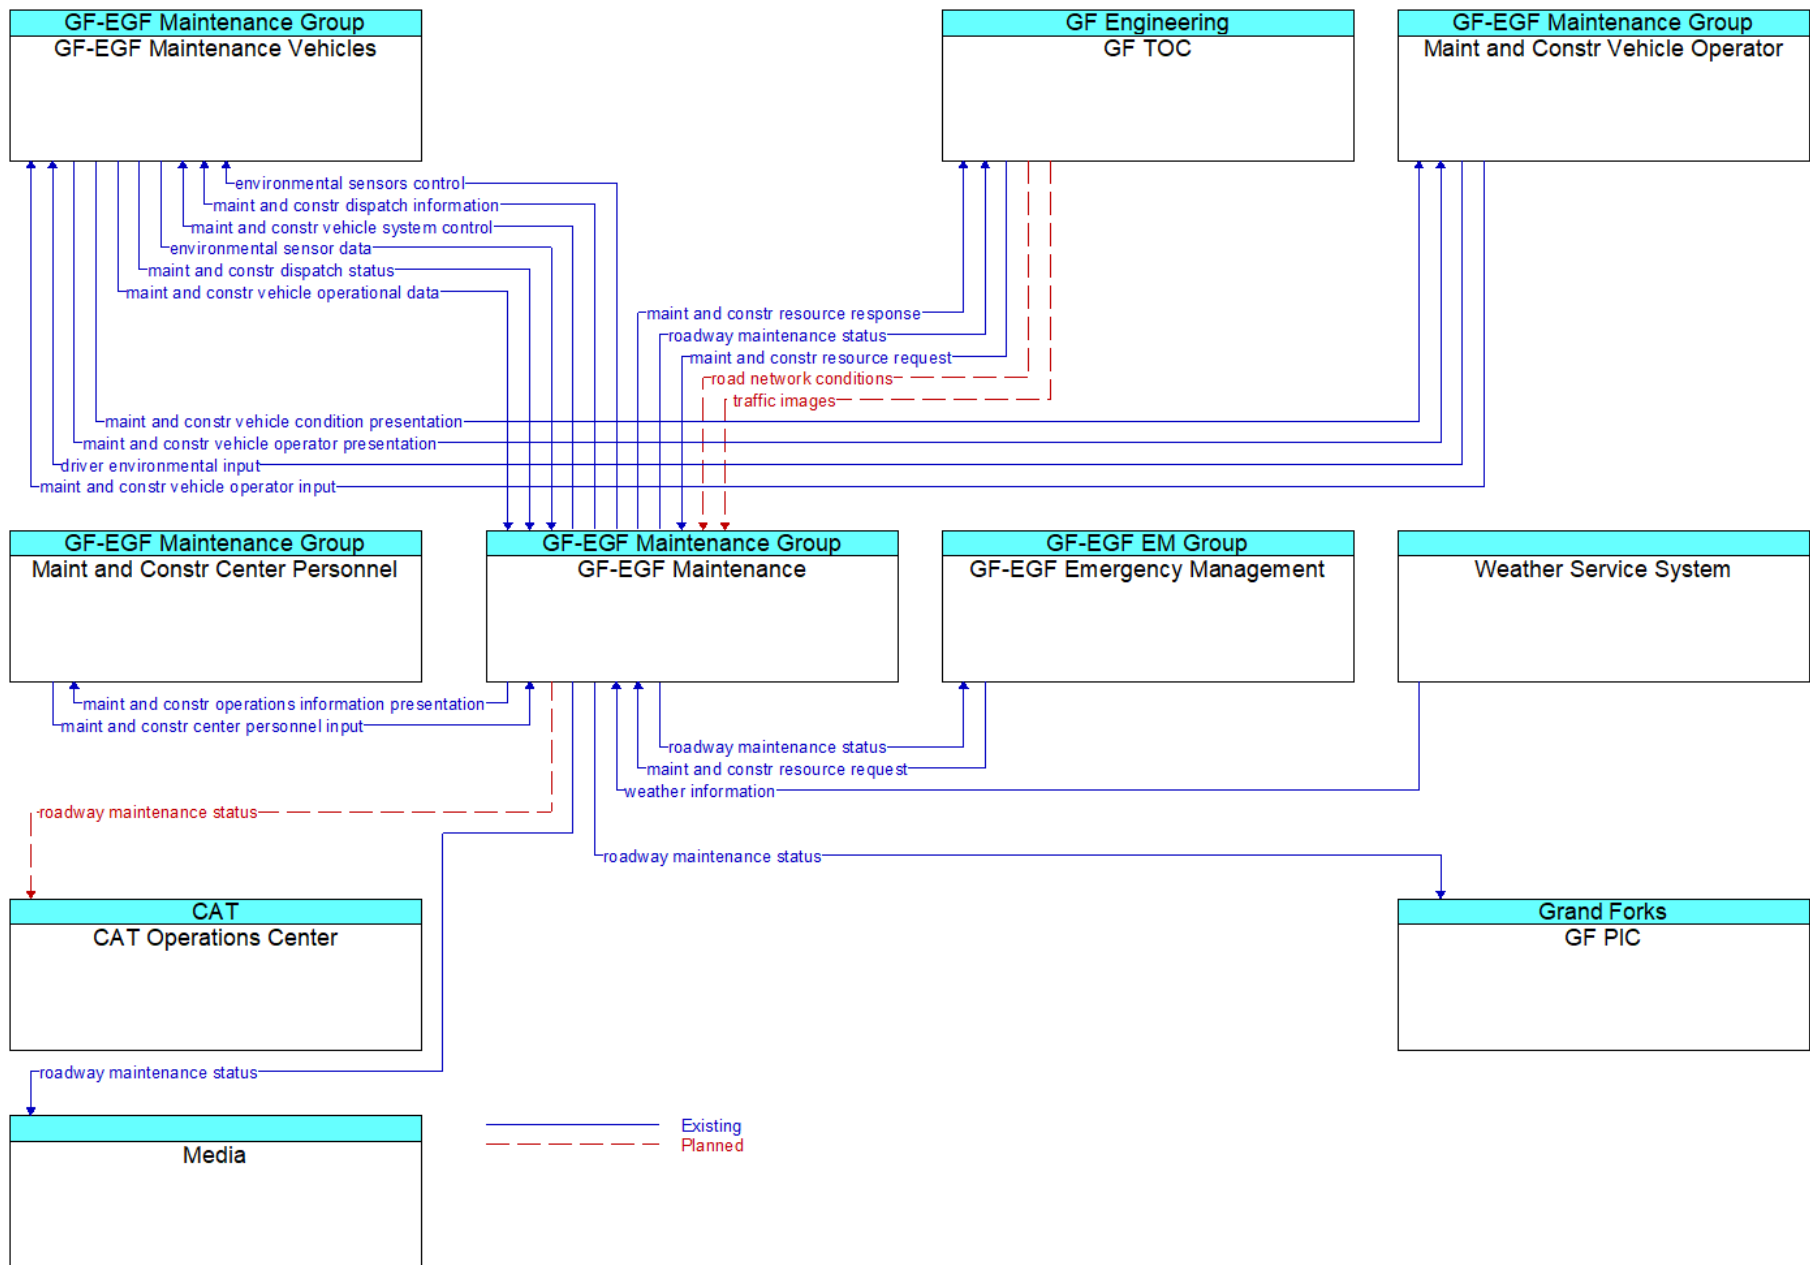 GF-EGF Maintenance Group
GF-EGF Maintenance Vehicles
GF Engineering
GF TOC
GF-EGF Maintenance Group
Maint and Constr Vehicle Operator
environmental sensors control
maint and constr dispatch information
maint and constr vehicle system control
environmental sensor data
maint and constr dispatch status
maint and constr vehicle operational data
maint and constr resource response
roadway maintenance status
maint and constr resource request
road network conditions
traffic images
maint and constr vehicle condition presentation
maint and constr vehicle operator presentation
driver environmental input
maint and constr vehicle operator input
GF-EGF Maintenance Group
Maint and Constr Center Personnel
GF-EGF Maintenance Group
GF-EGF Maintenance
GF-EGF EM Group
GF-EGF Emergency Management
Weather Service System
maint and constr operations information presentation
maint and constr center personnel input
roadway maintenance status
maint and constr resource request
weather information
roadway maintenance status
roadway maintenance status
CAT
CAT Operations Center
Grand Forks
GF PIC
roadway maintenance status
Media
Existing
Planned